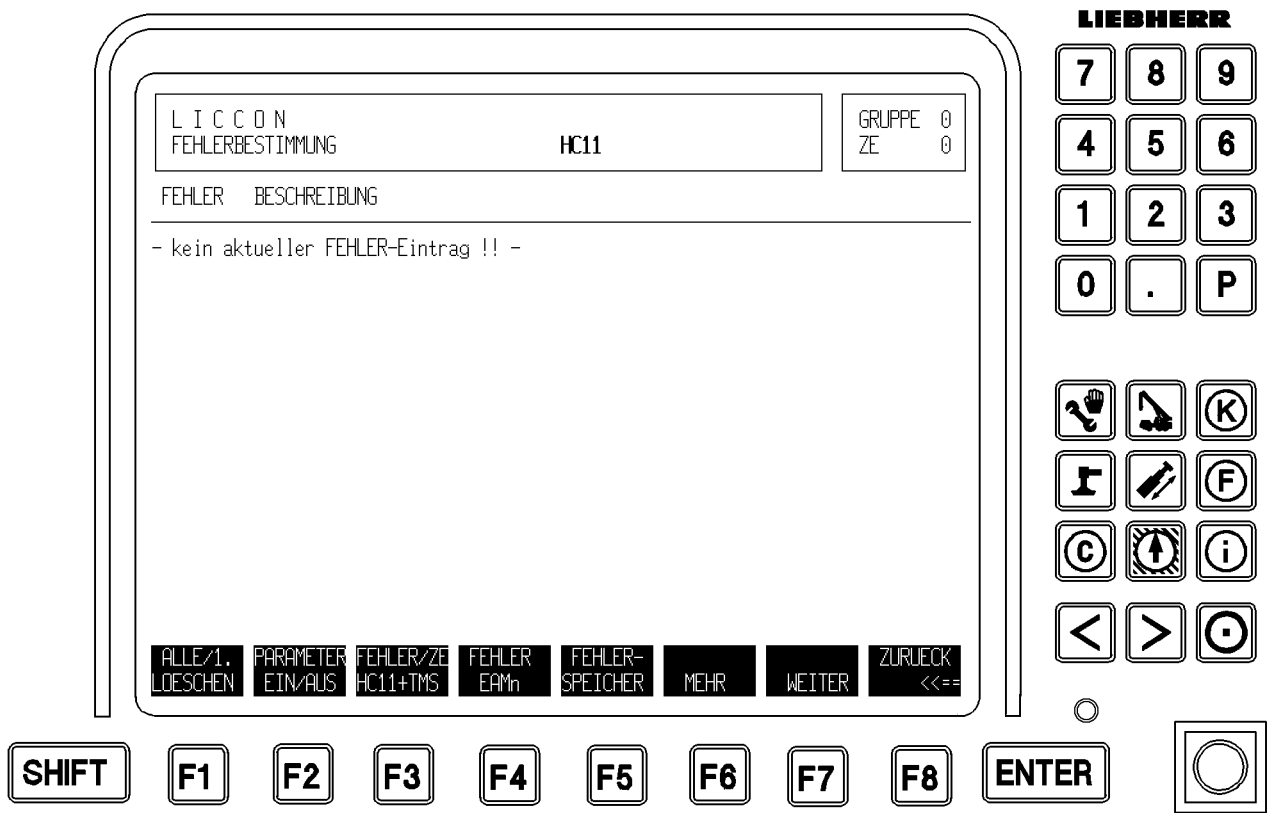 LIEBHERR
L I C C O N
FEHLERBESTIMMUNG HC11
GRUPPE 0
ZE 0
FEHLER BESCHREIBUNG
- kein aktueller FEHLER-Eintrag !! -
ALLE/1. LOESCHEN
PARAMETER EIN/AUS
FEHLER/ZE HC11+TMS
FEHLER EAMn
FEHLER- SPEICHER
MEHR
WEITER
ZURUECK <<==
7 8 9
4 5 6
1 2 3
0 . P
K
F
C i
< >
SHIFT F1 F2 F3 F4 F5 F6 F7 F8 ENTER